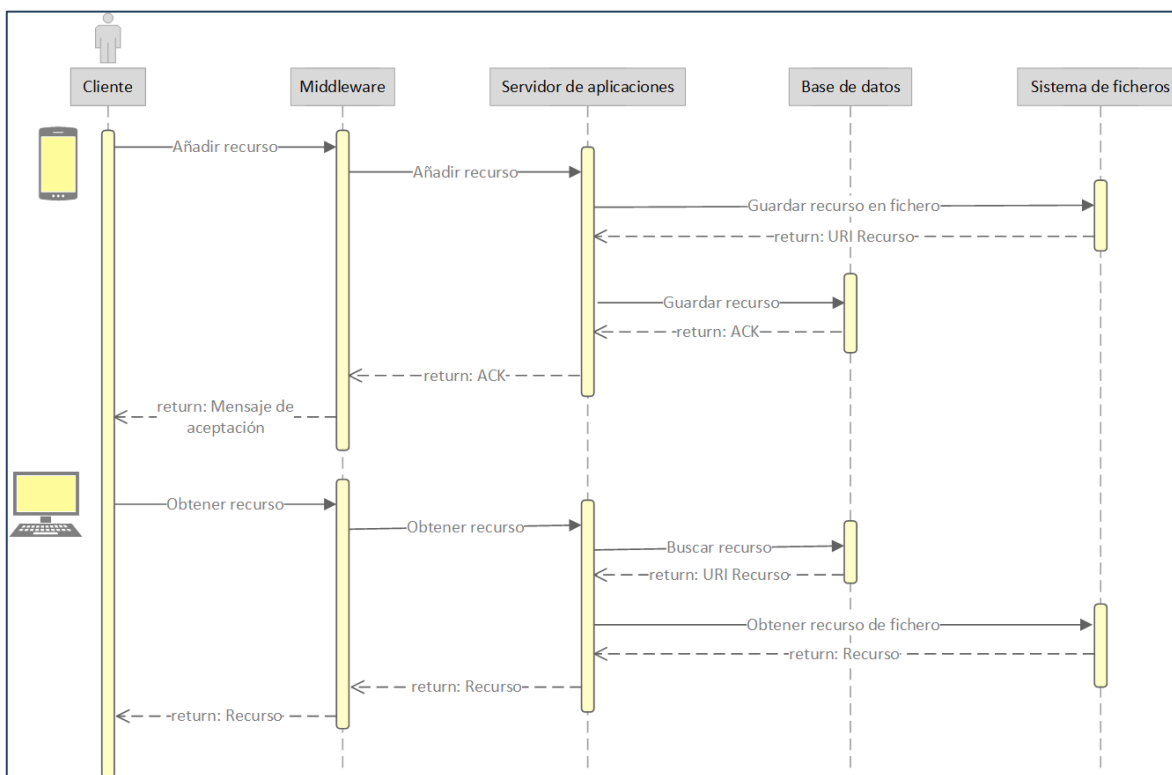 Cliente
Middleware
Servidor de aplicaciones
Base de datos
Sistema de ficheros
Añadir recurso
Añadir recurso
Guardar recurso en fichero
return: URI Recurso
Guardar recurso
return: ACK
return: ACK
return: Mensaje de
aceptación
Obtener recurso
Obtener recurso
Buscar recurso
return: URI Recurso
Obtener recurso de fichero
return: Recurso
return: Recurso
return: Recurso